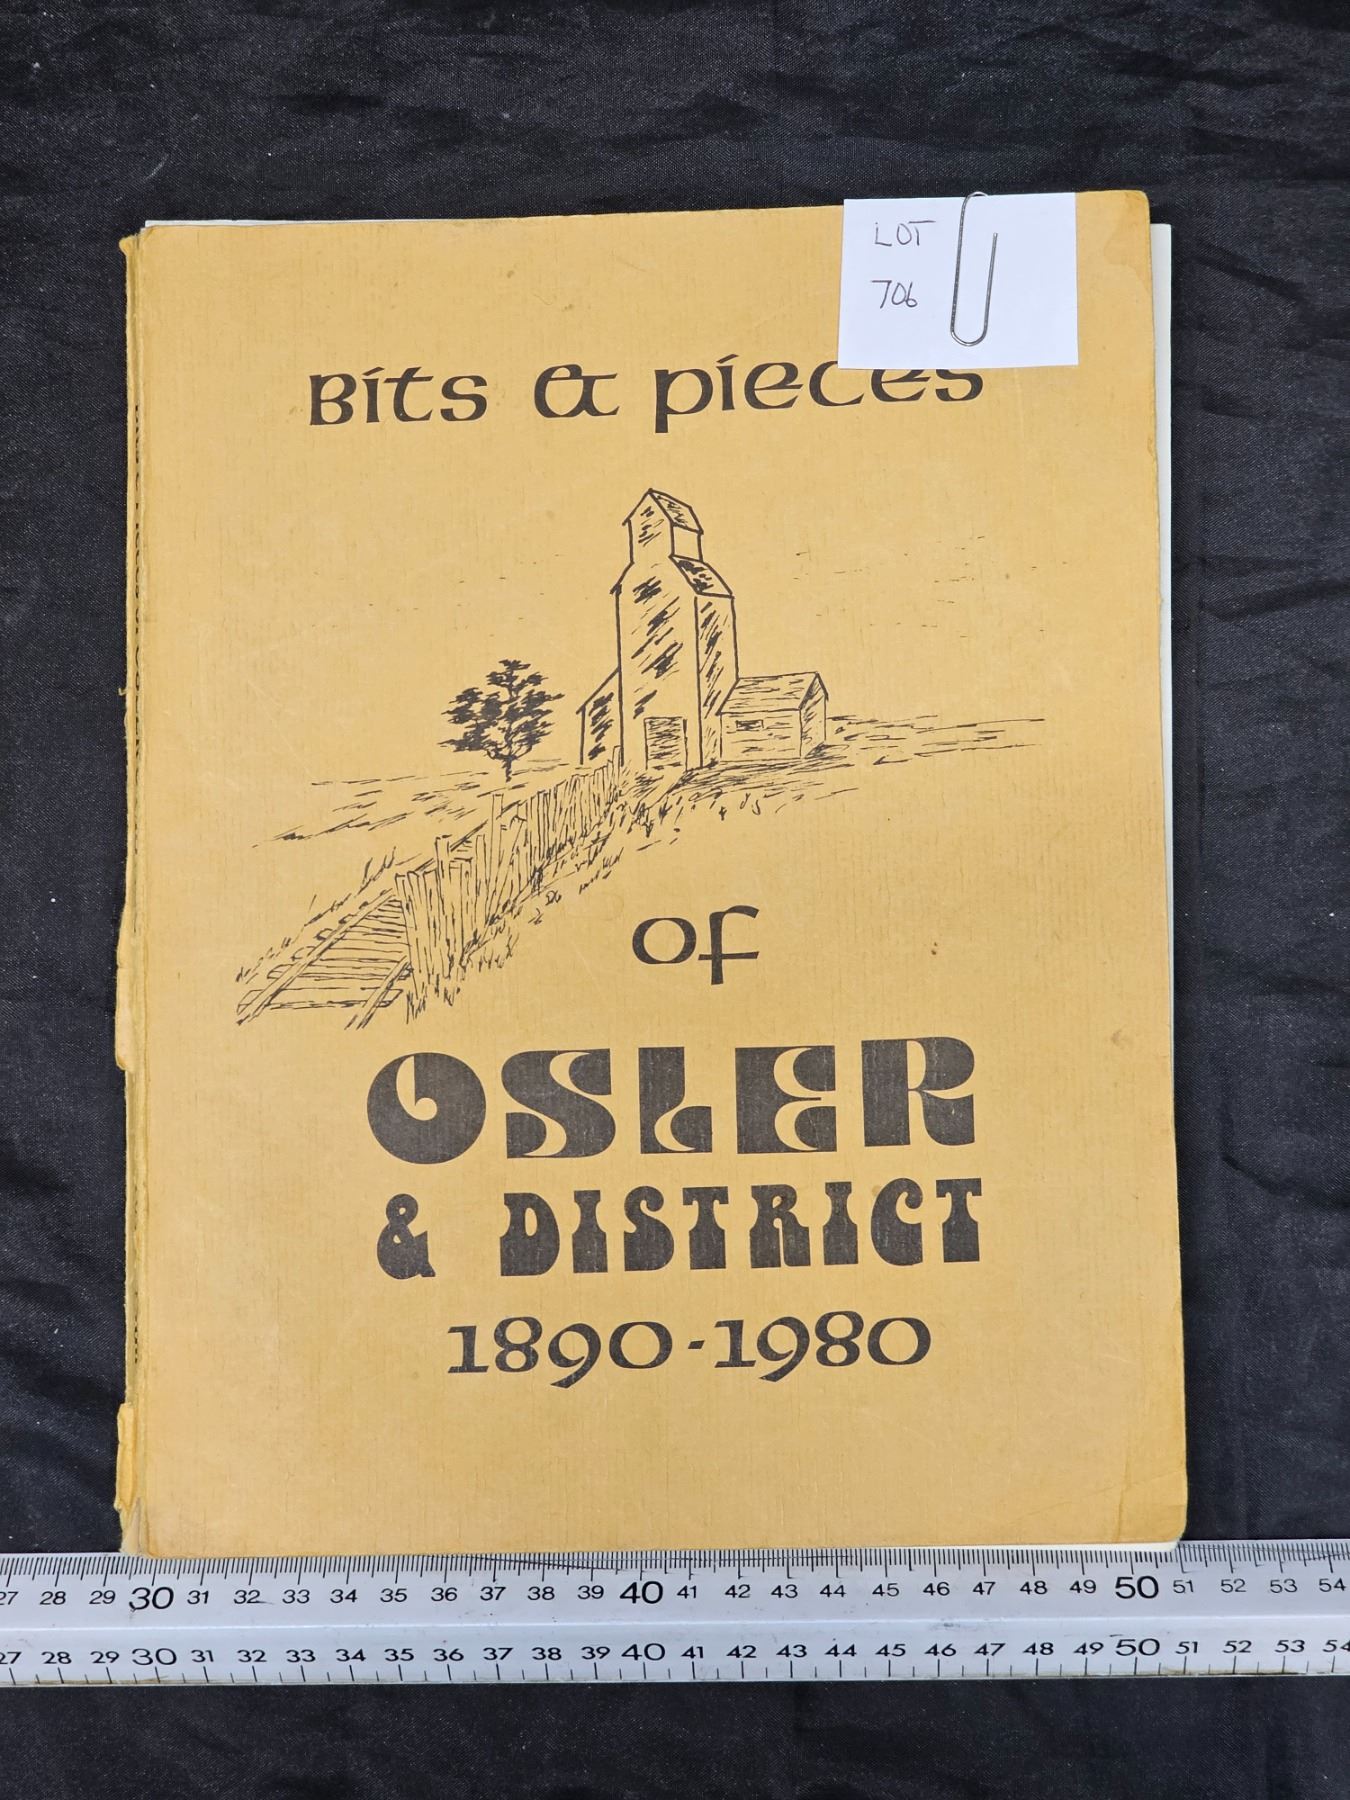 LOT
706
Bits & Pieces
of
OSLER
& DISTRICT
1890-1980
27 28 29 30 31 32 33 34 35 36 37 38 39 40 41 42 43 44 45 46 47 48 49 50 51 52 53 54
27 28 29 30 31 32 33 34 35 36 37 38 39 40 41 42 43 44 45 46 47 48 49 50 51 52 53 54